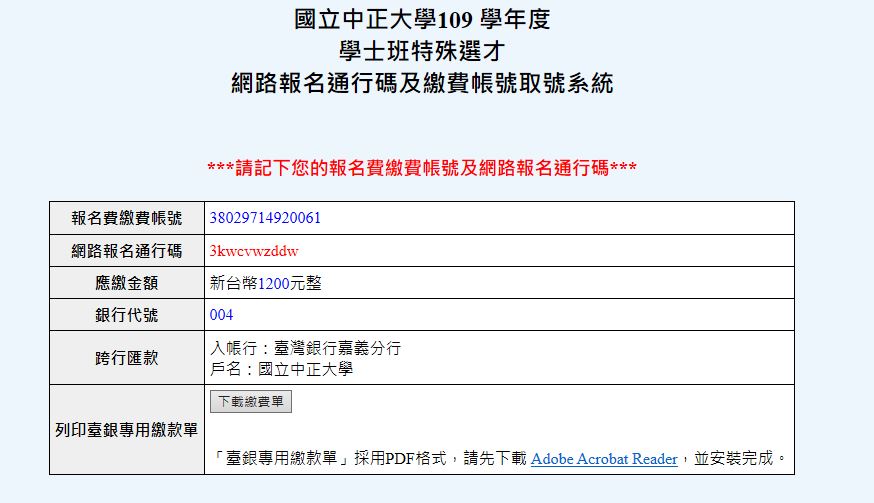 國立中正大學109 學年度
學士班特殊選才
網路報名通行碼及繳費帳號取號系統
***請記下您的報名費繳費帳號及網路報名通行碼***
報名費繳費帳號 38029714920061
網路報名通行碼 3kwcvwzddw
應繳金額 新台幣1200元整
銀行代號 004
跨行匯款 入帳行：臺灣銀行嘉義分行
戶名：國立中正大學
列印臺銀專用繳款單 下載繳費單
「臺銀專用繳款單」採用PDF格式，請先下載 Adobe Acrobat Reader，並安裝完成。